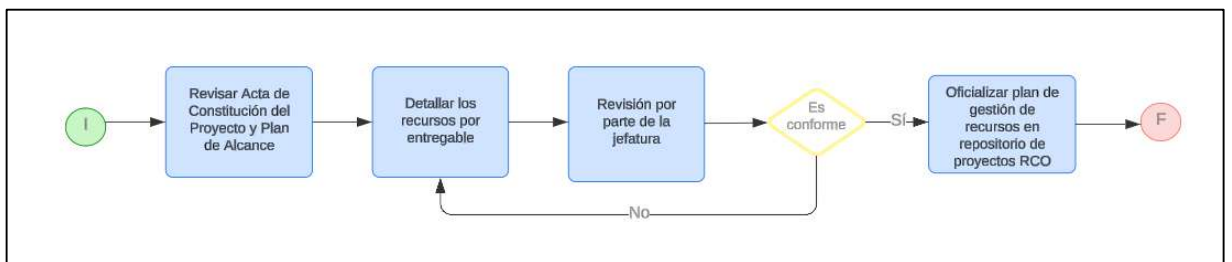 I
Revisar Acta de
Constitución del
Proyecto y Plan
de Alcance
Detallar los
recursos por
entregable
Revisión por
parte de la
jefatura
Es
conforme
Sí
Oficializar plan de
gestión de
recursos en
repositorio de
proyectos RCO
F
No